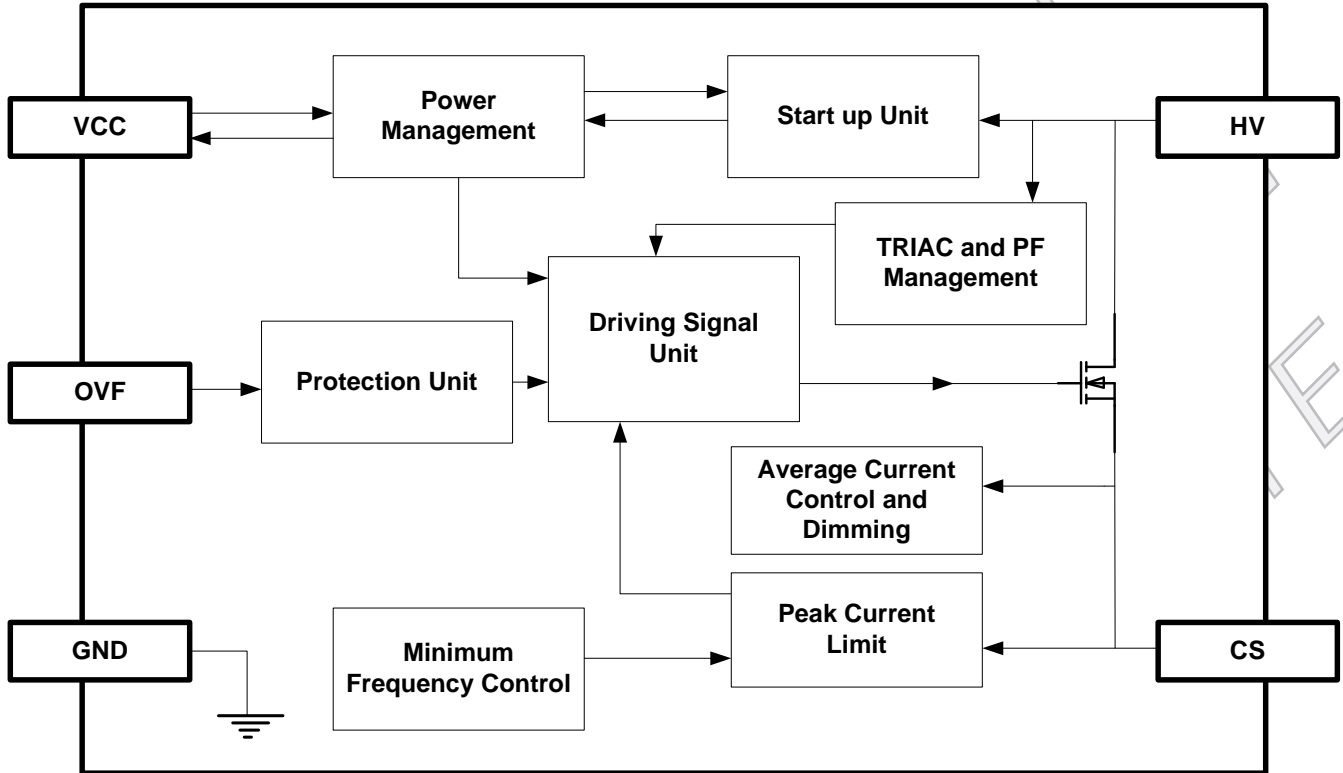 VCC
Power
Management
Start up Unit
HV
TRIAC and PF
Management
Driving Signal
Unit
OVF
Protection Unit
Average Current
Control and
Dimming
GND
Minimum
Frequency Control
Peak Current
Limit
CS